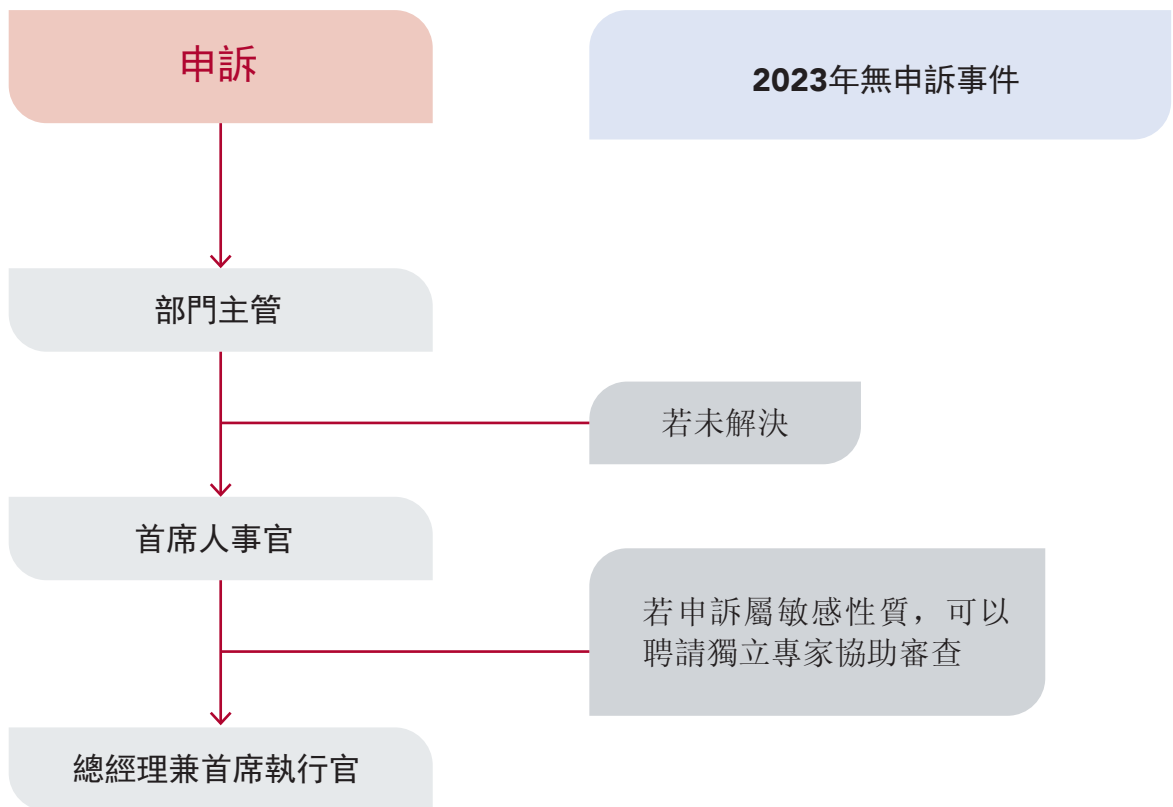 申訴
2023年無申訴事件
部門主管
若未解決
首席人事官
若申訴屬敏感性質，可以
聘請獨立專家協助審查
總經理兼首席執行官